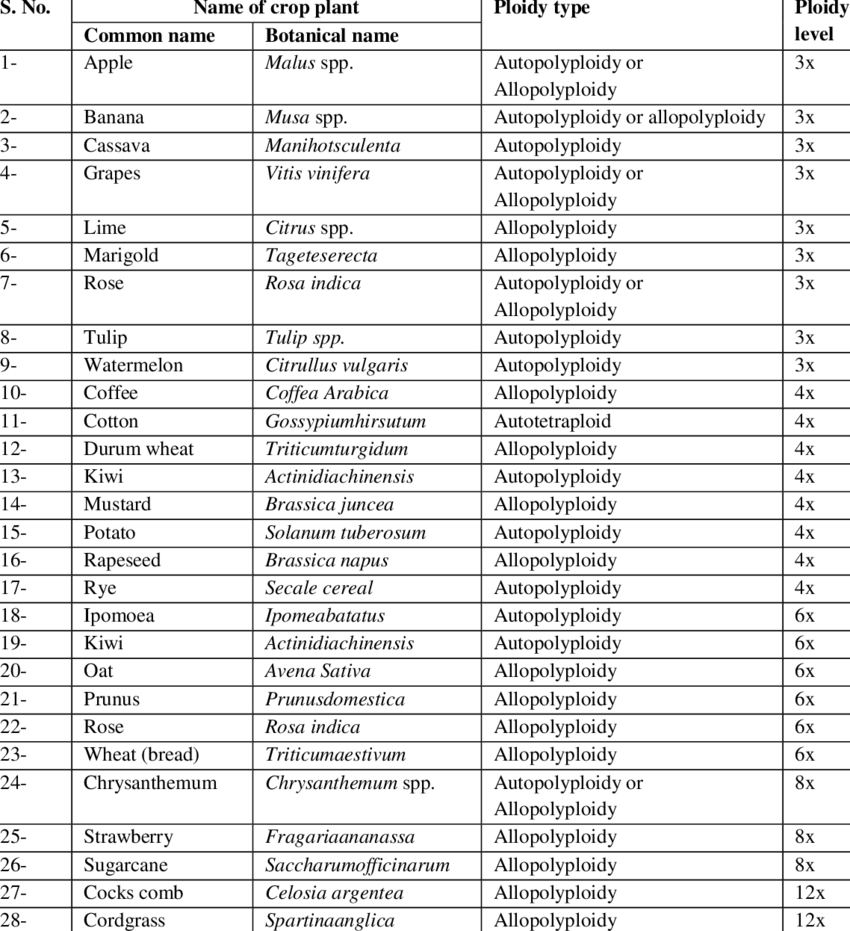 S. No. Name of crop plant Ploidy type Ploidy level
Common name Botanical name
1- Apple Malus spp. Autopolyploidy or 3x
Allopolyploidy
2- Banana Musa spp. Autopolyploidy or allopolyploidy 3x
3- Cassava Manihotsculenta Autopolyploidy 3x
4- Grapes Vitis vinifera Autopolyploidy or 3x
Allopolyploidy
5- Lime Citrus spp. Allopolyploidy 3x
6- Marigold Tageteserecta Allopolyploidy 3x
7- Rose Rosa indica Autopolyploidy or 3x
Allopolyploidy
8- Tulip Tulip spp. Autopolyploidy 3x
9- Watermelon Citrullus vulgaris Autopolyploidy 3x
10- Coffee Coffea Arabica Allopolyploidy 4x
11- Cotton Gossypiumhirsutum Autotetraploid 4x
12- Durum wheat Triticumturgidum Allopolyploidy 4x
13- Kiwi Actinidiachinensis Autopolyploidy 4x
14- Mustard Brassica juncea Allopolyploidy 4x
15- Potato Solanum tuberosum Autopolyploidy 4x
16- Rapeseed Brassica napus Allopolyploidy 4x
17- Rye Secale cereal Autopolyploidy 4x
18- Ipomoea Ipomeabatatus Autopolyploidy 6x
19- Kiwi Actinidiachinensis Autopolyploidy 6x
20- Oat Avena Sativa Allopolyploidy 6x
21- Prunus Prunusdomestica Allopolyploidy 6x
22- Rose Rosa indica Allopolyploidy 6x
23- Wheat (bread) Triticumaestivum Allopolyploidy 6x
24- Chrysanthemum Chrysanthemum spp. Autopolyploidy or 8x
Allopolyploidy
25- Strawberry Fragariaananassa Allopolyploidy 8x
26- Sugarcane Saccharumofficinarum Allopolyploidy 8x
27- Cocks comb Celosia argentea Allopolyploidy 12x
28- Cordgrass Spartinaanglica Allopolyploidy 12x